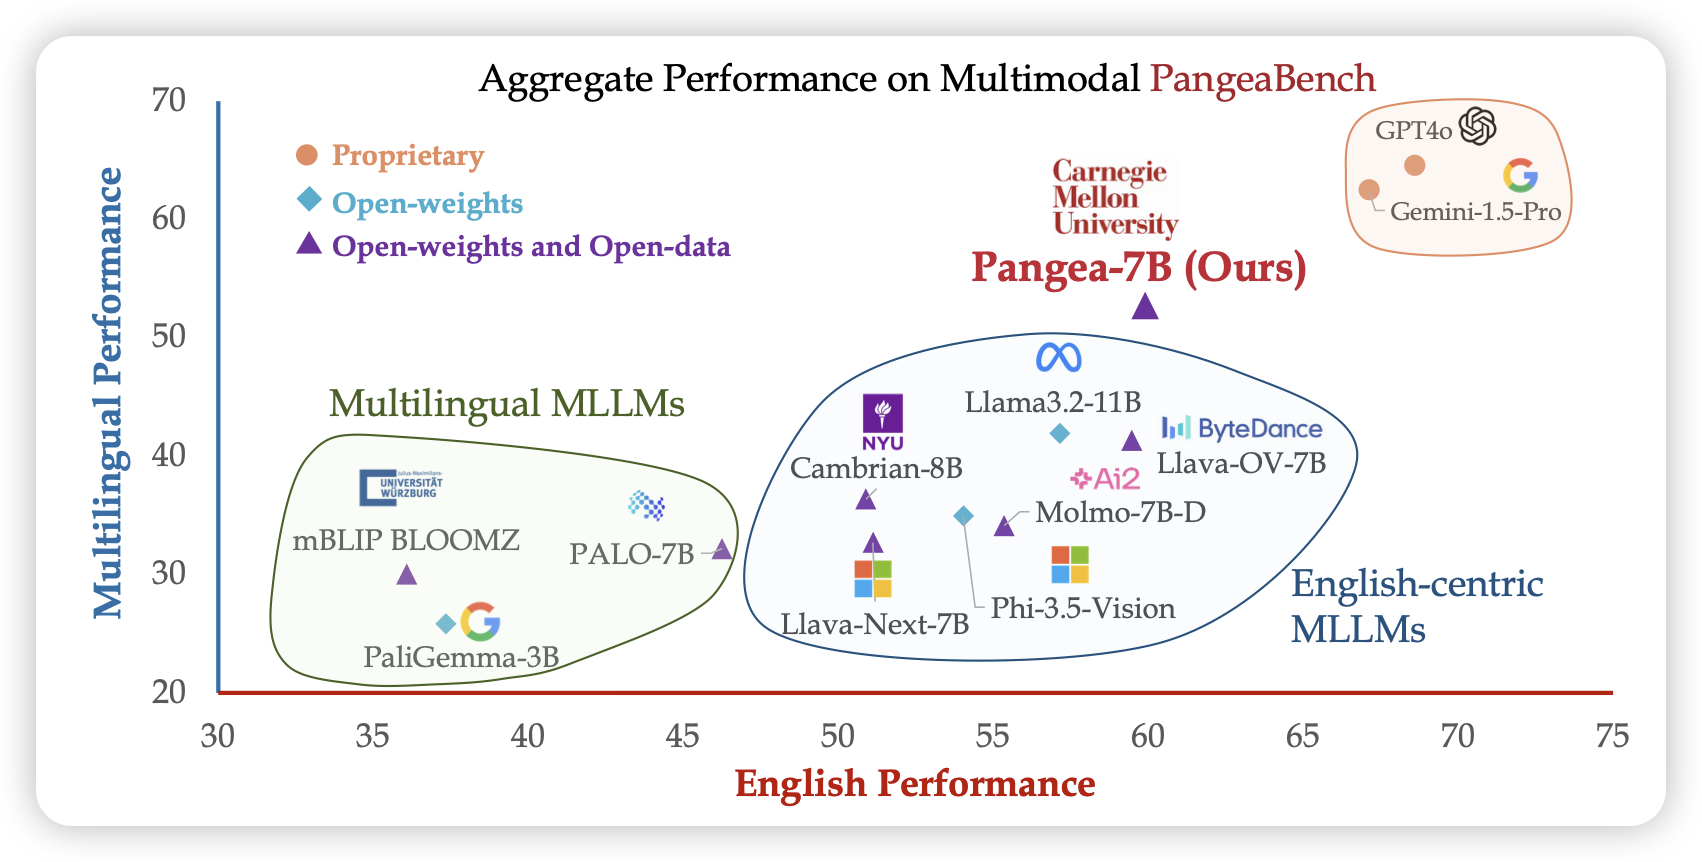 Aggregate Performance on Multimodal PangeaBench
70
60
50
40
30
20
Multilingual Performance
Proprietary
Open-weights
Open-weights and Open-data
GPT4o
Gemini-1.5-Pro
Carnegie
Mellon
University
Pangea-7B (Ours)
Multilingual MLLMs
Julius-Maximilians-
UNIVERSITÄT
WÜRZBURG
mBLIP BLOOMZ
PALO-7B
PaliGemma-3B
Llama3.2-11B
NYU
Cambrian-8B
ByteDance
Llava-OV-7B
Ai2
Molmo-7B-D
Phi-3.5-Vision
Llava-Next-7B
English-centric
MLLMs
30 35 40 45 50 55 60 65 70 75
English Performance